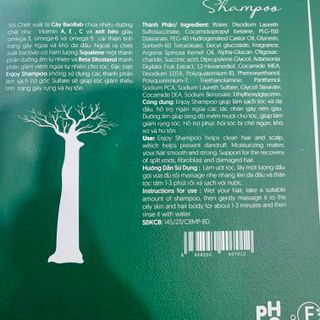 Shampoo
Với Chiết xuất từ Cây BaoBab chứa nhiều dưỡng
chất như : Vitamin A, E , C và axit béo giàu
omega-3, omega-6 và omega-9 cải thiện tình
trạng gãy rụng và khô da đầu. Ngoài ra chiết
xuất baobab có hàm lượng Squalene một thành
phần dưỡng ẩm tự nhiên cho tóc. Đặc biệt
thành phần giảm viêm ngứa từ Beta Sitosterol
Enjoy Shampoo không sử dụng các thành phần
làm sạch có gốc Sulfate sẽ giúp tóc giảm thiểu
tình trạng gãy rụng và hư tổn.
Thành Phần/ Ingredient: Water, Disodium Laureth
Sulfosuccinate, Cocamidopropyl betaine, PEG-150
Distearate, PEG-40 Hydrogenated Castor Oil, Glycerin,
Sorbeth-60 Tetraoleate, Decyl glucoside, Fragrance,
Argania Spinosa Kernel Oil, Alpha-Glucan Oligosac-
charide, Succinic acid, Dipropylene Glycol, Adansonia
Digitata Fruit Extract, 1,2-Hexanediol, Cocamide MEA,
Disodium EDTA, Polyquaternium-10, Phenoxyethanol,
Polyquaternium-7, Triethanolamine, Panthenol,
Sodium PCA, Sodium Laureth Sulfate, Glycol Stearate,
Cocamide DEA, Sodium Benzoate, Ethylhexylglycerin.
Công dụng: Enjoy Shampoo giúp làm sạch tóc và da
đầu, hỗ trợ ngăn ngừa các tác nhân gây nên gàu.
Dưỡng ẩm giúp tăng độ mềm mượt cho tóc, giúp làm
giảm rụng tóc. Hỗ trợ phục hồi tóc bị chẻ ngọn, khô
xơ và hư tổn.
Use: Enjoy Shampoo helps clean hair and scalp,
which helps prevent dandruff. Moisturizing makes
your hair smooth and strong. Support for the recovery
of split ends, fibroblasted and damaged hair.
Hướng Dẫn Sử Dụng : Làm ướt tóc, lấy một lượng dầu
gội vừa đủ rồi massage nhẹ nhàng lên da đầu và thân
tóc tầm 1-3 phút rồi xả sạch với nước.
Instructions for use : Wet your hair, take a suitable
amount of shampoo, then gently massage it to the
oily skin and hair body, for about 1-3 minutes and then
rinse it with water.
SĐKCB: 145/23/CBMP-BD.
pH
E